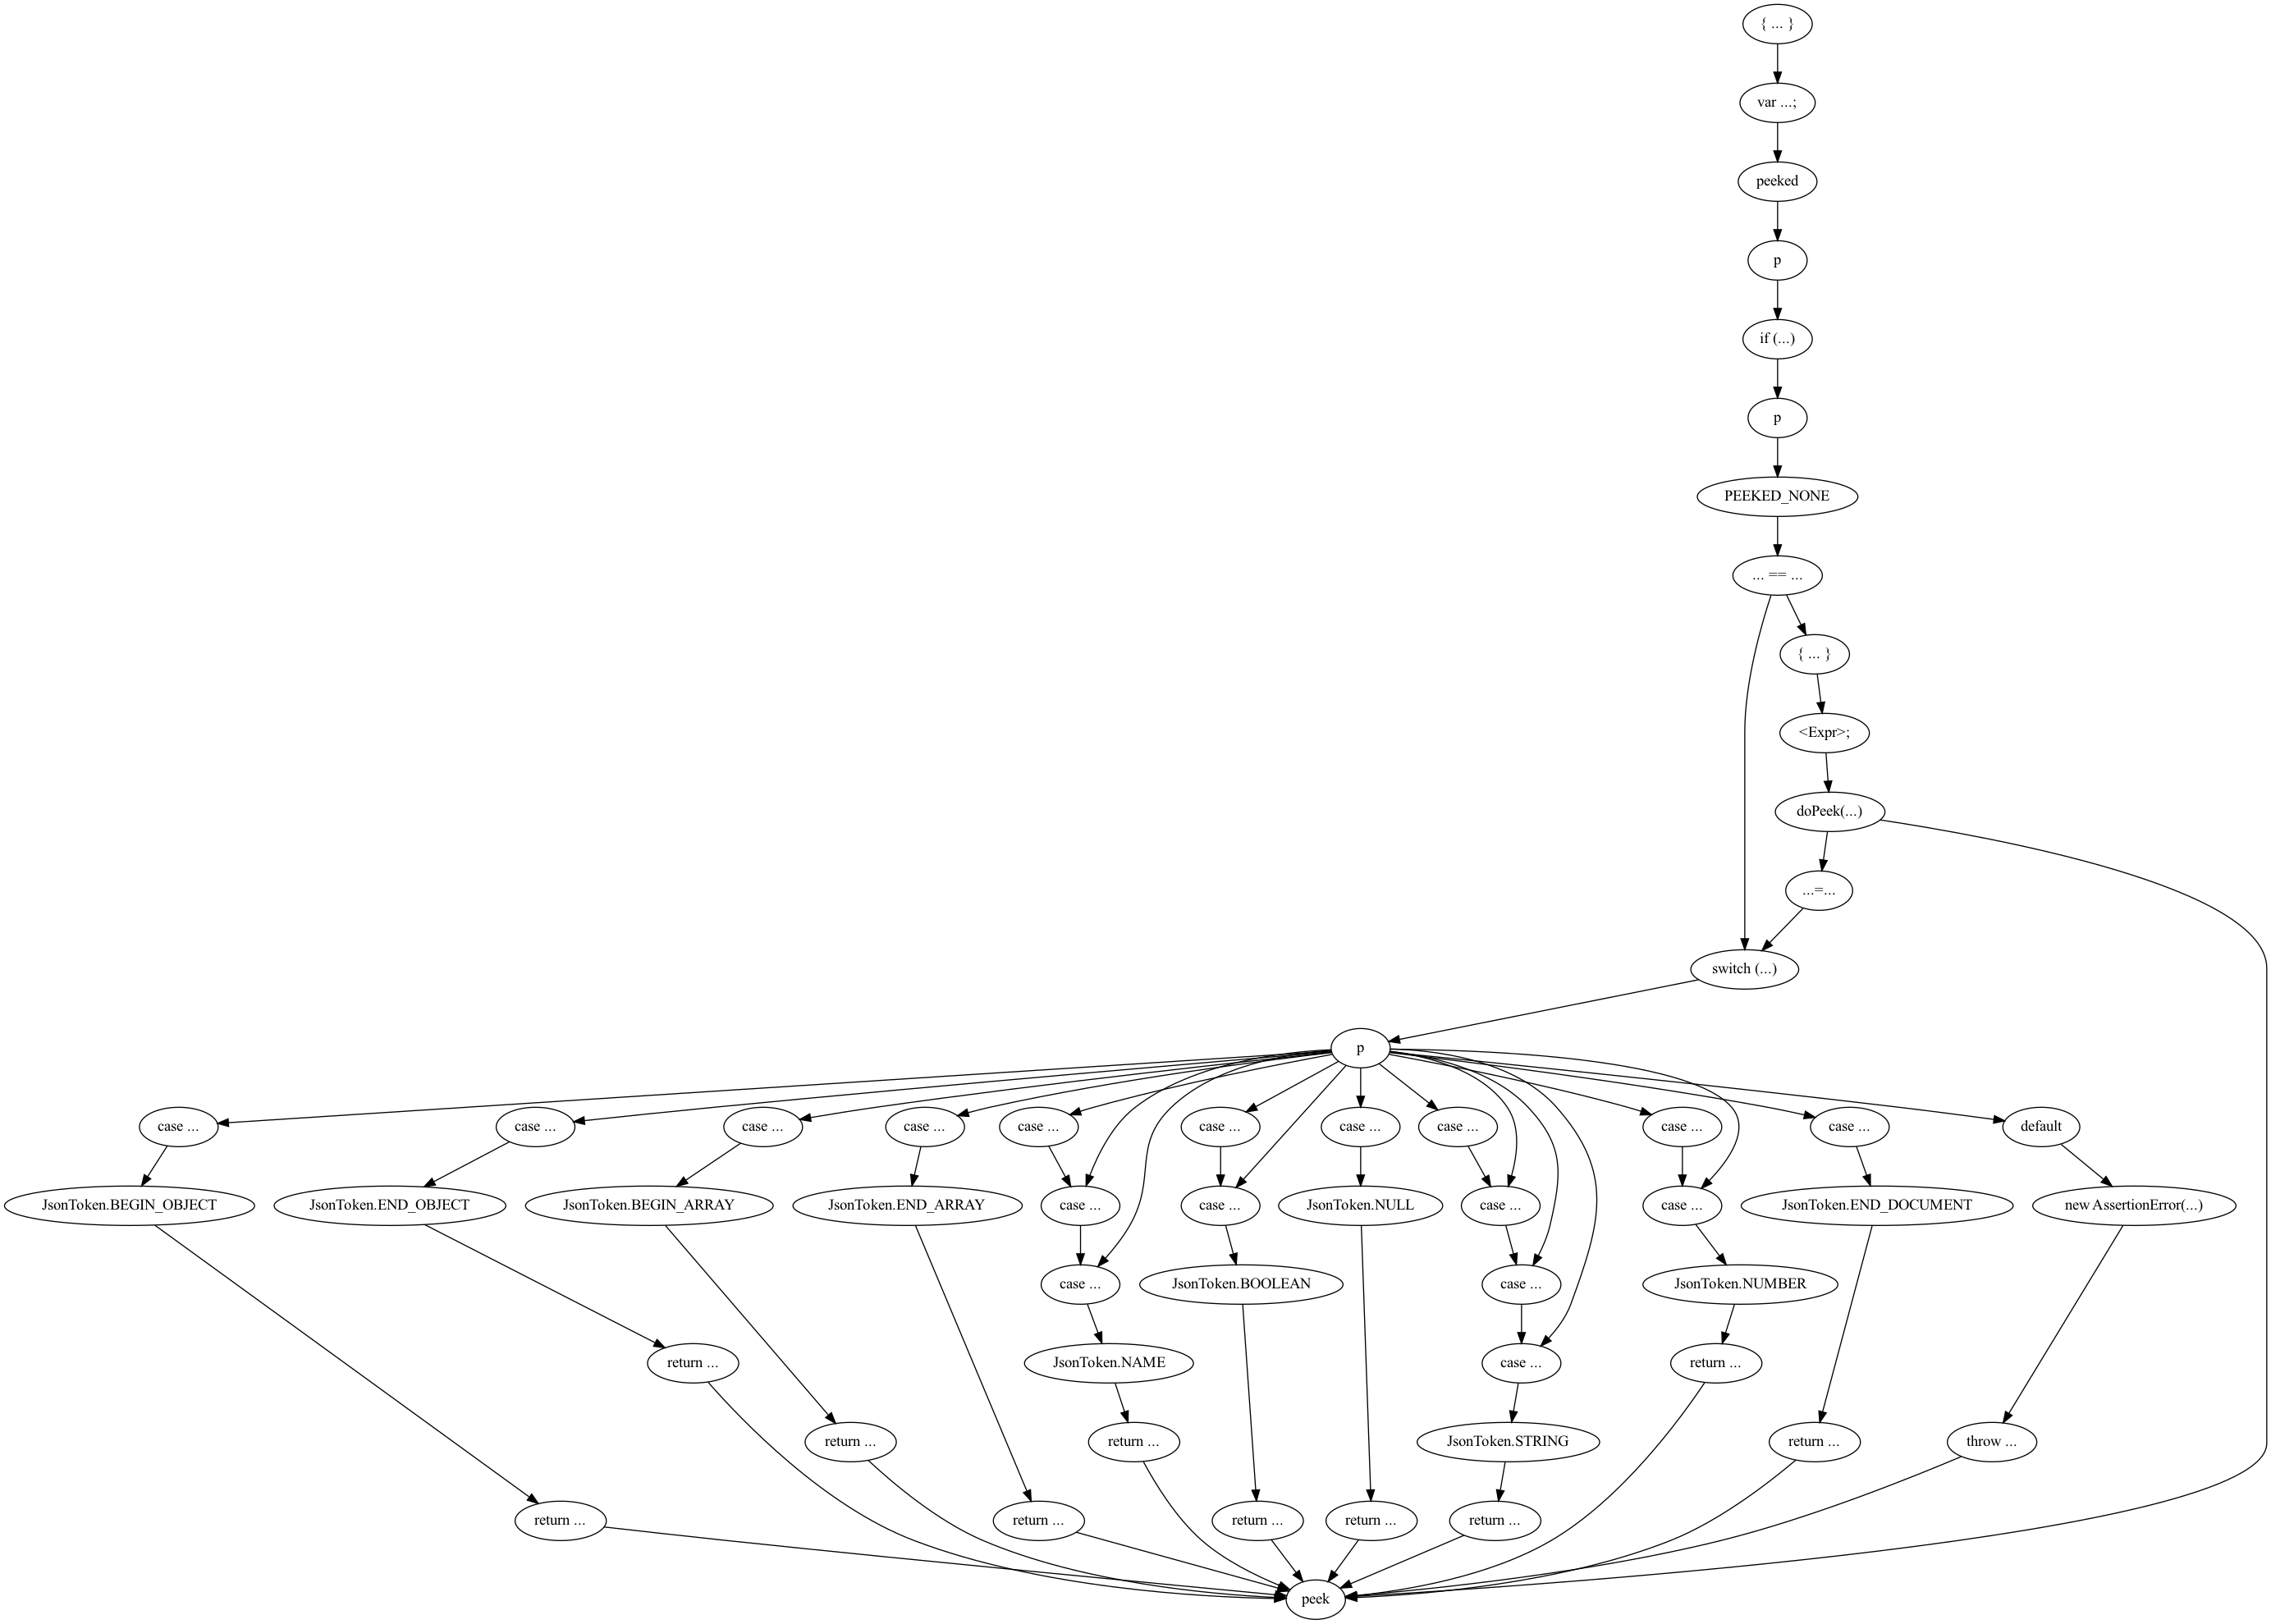 { ... }
var ...;
peeked
p
if (...)
p
PEEKED_NONE
... == ...
{ ... }
<Expr>;
doPeek(...)
...=...
switch (...)
p
case ...
case ...
case ...
case ...
case ...
case ...
case ...
case ...
case ...
case ...
default
JsonToken.BEGIN_OBJECT
JsonToken.END_OBJECT
JsonToken.BEGIN_ARRAY
JsonToken.END_ARRAY
case ...
case ...
JsonToken.NULL
case ...
case ...
JsonToken.END_DOCUMENT
new AssertionError(...)
case ...
JsonToken.BOOLEAN
case ...
JsonToken.NUMBER
return ...
JsonToken.NAME
case ...
return ...
return ...
return ...
JsonToken.STRING
return ...
throw ...
return ...
return ...
return ...
return ...
return ...
peek